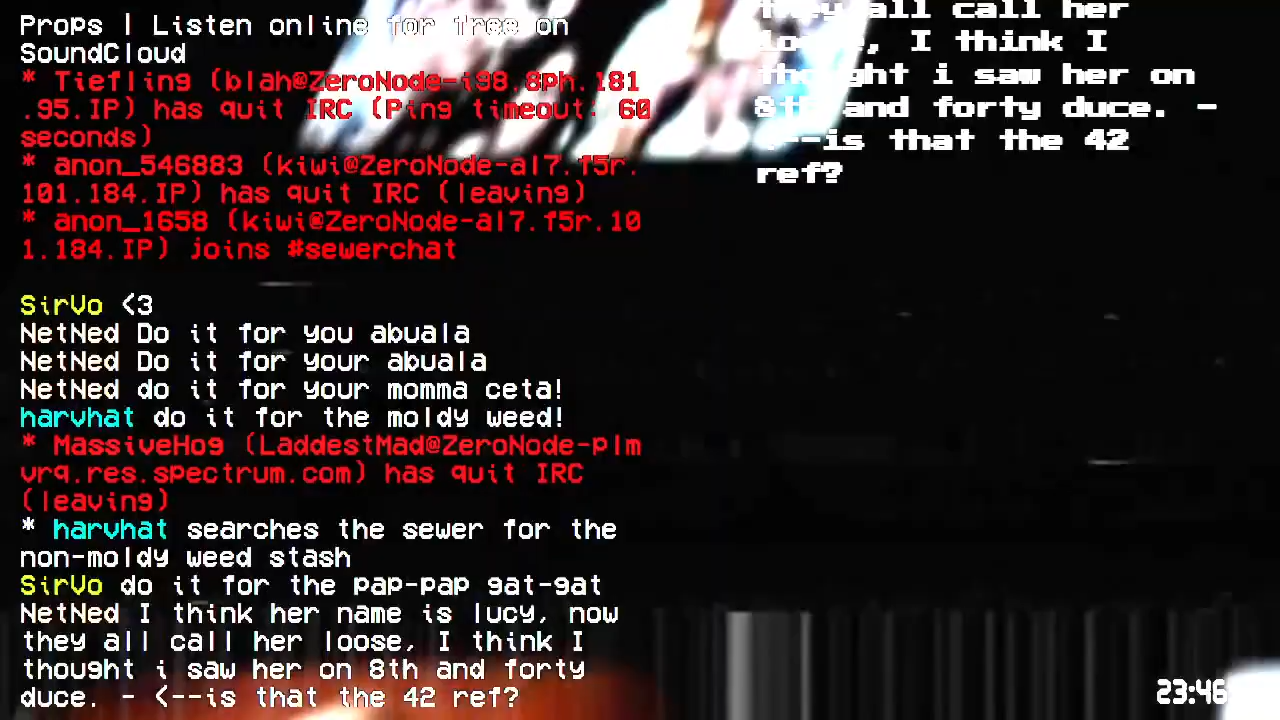 Props | Listen online for free on
SoundCloud
* Tiefling (blah@ZeroNode-i98.8ph.181
.95.IP) has quit IRC (Ping timeout: 60
seconds)
* anon_546883 (kiwi@ZeroNode-al7.f5r.
101.184.IP) has quit IRC (leaving)
* anon_1658 (kiwi@ZeroNode-al7.f5r.10
1.184.IP) joins #sewerchat
SirVo <3
NetNed Do it for you abuala
NetNed Do it for your abuala
NetNed do it for your momma ceta!
harvhat do it for the moldy weed!
* MassiveHog (LaddestMad@ZeroNode-plm
vrq.res.spectrum.com) has quit IRC
(leaving)
* harvhat searches the sewer for the
non-moldy weed stash
SirVo do it for the pap-pap gat-gat
NetNed I think her name is lucy, now
they all call her loose, I think I
thought i saw her on 8th and forty
duce. - <--is that the 42 ref?
they all call her
loose, I think I
thought i saw her on
8th and forty duce. -
<--is that the 42
ref?
23:46